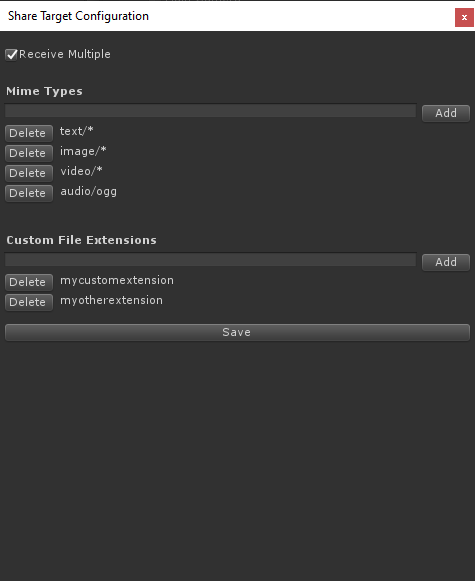 Share Target Configuration
x
Receive Multiple
Mime Types
Add
Delete text/*
Delete image/*
Delete video/*
Delete audio/ogg
Custom File Extensions
Add
Delete mycustomextension
Delete myotherextension
Save